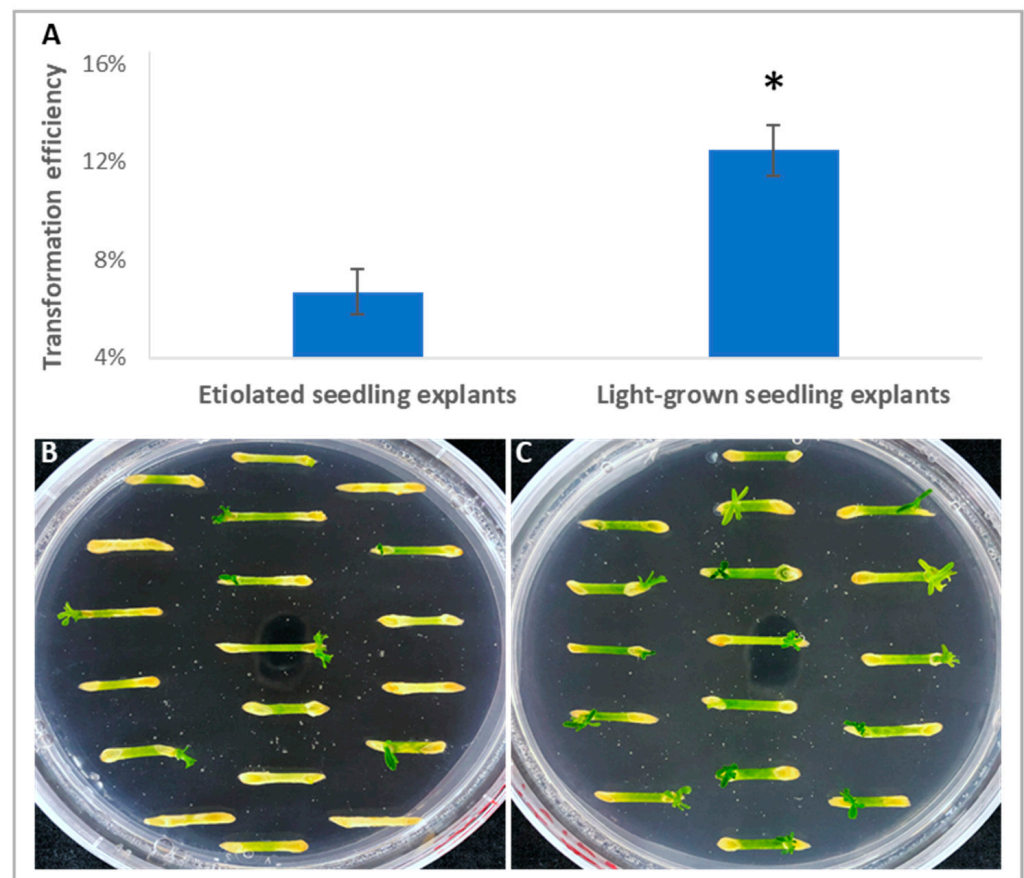 A
Transformation efficiency
16%
*
12%
8%
4%
Etiolated seedling explants
Light-grown seedling explants
B
C